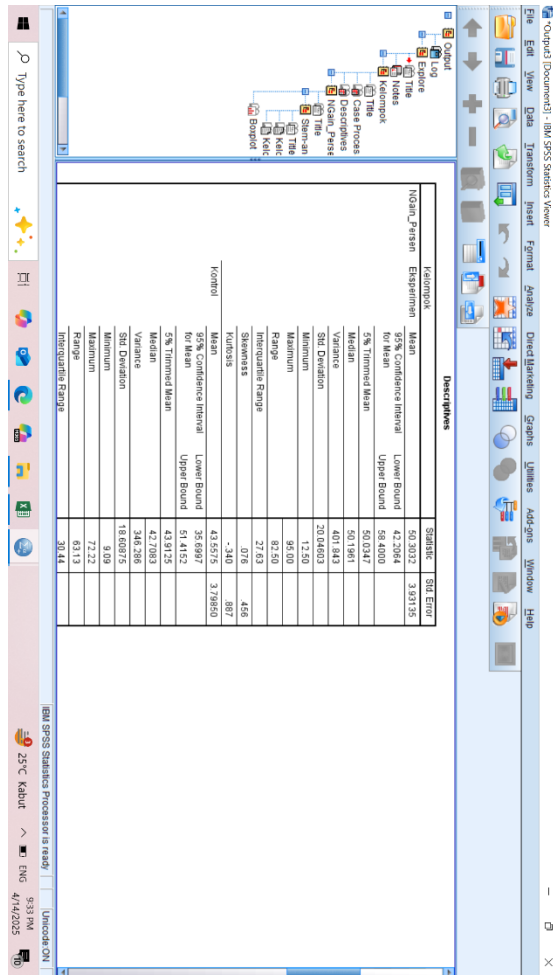 *Output3 [Document3] - IBM SPSS Statistics Viewer
File Edit View Data Transform Insert Format Analyze Direct Marketing Graphs Utilities Add-ons Window Help
Output
Log
Explore
Title
Notes
Kelompok
Title
Case Proces
Descriptives
NGain_Perse
Title
Stem-an
Title
Kelc
Kelc
Boxplot
Descriptives
Kelompok Statistic Std. Error
NGain_Persen Eksperimen Mean 50.3032 3.93135
95% Confidence Interval Lower Bound 42.2064
for Mean Upper Bound 58.4000
5% Trimmed Mean 50.0347
Median 50.1961
Variance 401.843
Std. Deviation 20.04603
Minimum 12.50
Maximum 95.00
Range 82.50
Interquartile Range 27.63
Skewness .076 .456
Kurtosis -.340 .887
Kontrol Mean 43.5575 3.79850
95% Confidence Interval Lower Bound 35.6997
for Mean Upper Bound 51.4152
5% Trimmed Mean 43.9125
Median 42.7083
Variance 346.286
Std. Deviation 18.60875
Minimum 9.09
Maximum 72.22
Range 63.13
Interquartile Range 30.44
IBM SPSS Statistics Processor is ready Unicode:ON
Type here to search
25°C Kabut
ENG
9:33 PM
4/14/2025